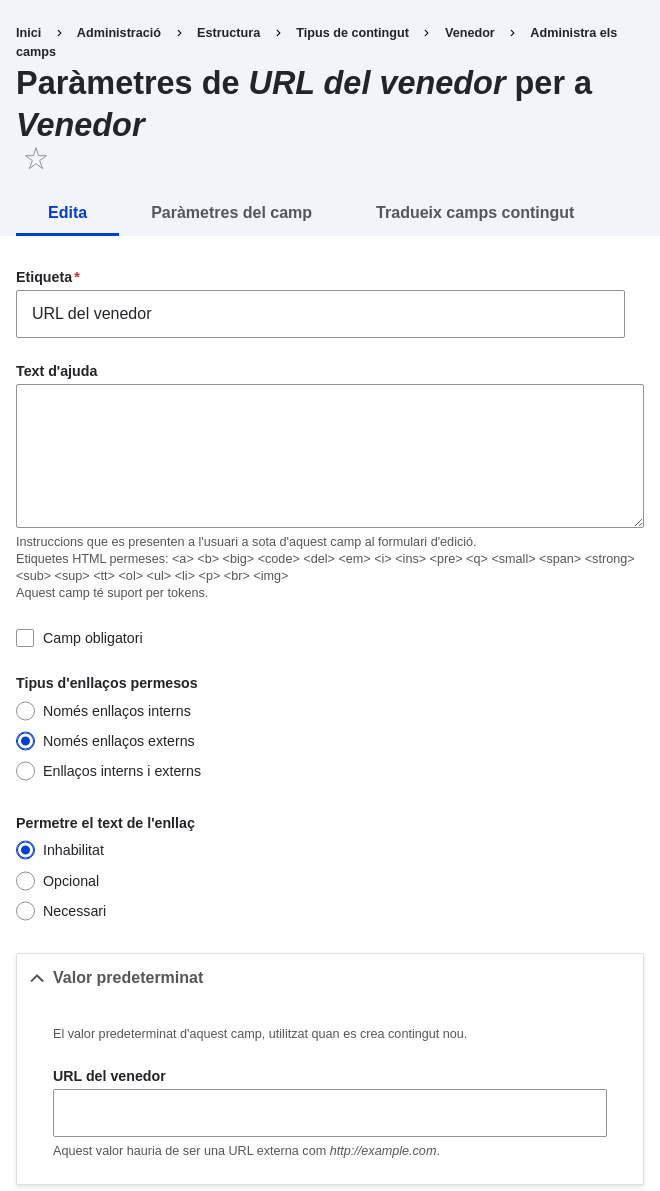 Inici > Administració > Estructura > Tipus de contingut > Venedor > Administra els
camps
Paràmetres de URL del venedor per a
Venedor
Edita Paràmetres del camp Tradueix camps contingut
Etiqueta*
URL del venedor
Text d'ajuda
Instruccions que es presenten a l'usuari a sota d'aquest camp al formulari d'edició.
Etiquetes HTML permeses: <a> <b> <big> <code> <del> <em> <i> <ins> <pre> <q> <small> <span> <strong>
<sub> <sup> <tt> <ol> <ul> <li> <p> <br> <img>
Aquest camp té suport per tokens.
Camp obligatori
Tipus d'enllaços permesos
Només enllaços interns
Només enllaços externs
Enllaços interns i externs
Permetre el text de l'enllaç
Inhabilitat
Opcional
Necessari
Valor predeterminat
El valor predeterminat d'aquest camp, utilitzat quan es crea contingut nou.
URL del venedor
Aquest valor hauria de ser una URL externa com http://example.com.